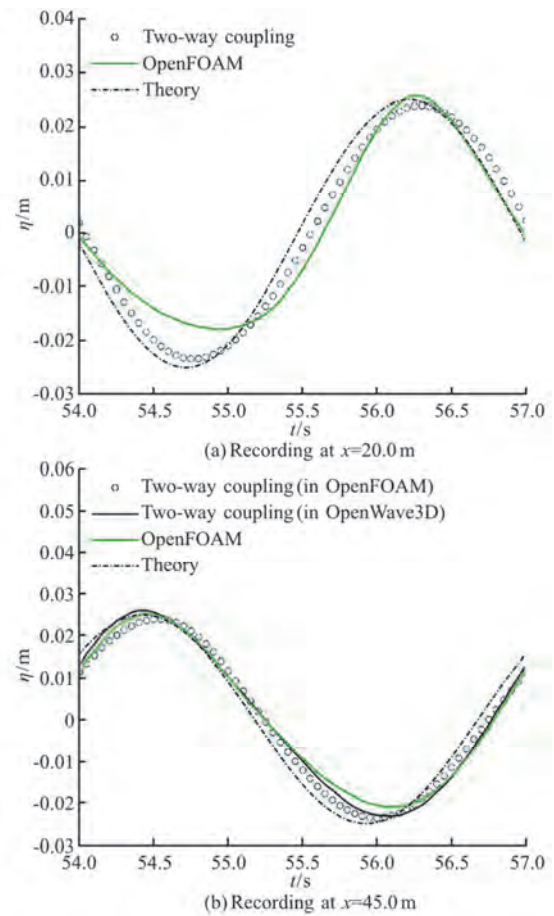 0.04
Two-way coupling
0.03
OpenFOAM
Theory
0.02
0.01
η/m
0
-0.01
-0.02
-0.03
54.0 54.5 55.0 55.5 56.0 56.5 57.0
t/s
(a) Recording at x=20.0 m
0.06
Two-way coupling (in OpenFOAM)
0.05
Two-way coupling (in OpenWave3D)
0.04
OpenFOAM
Theory
0.03
0.02
0.01
η/m
0
-0.01
-0.02
-0.03
54.0 54.5 55.0 55.5 56.0 56.5 57.0
t/s
(b) Recording at x=45.0 m